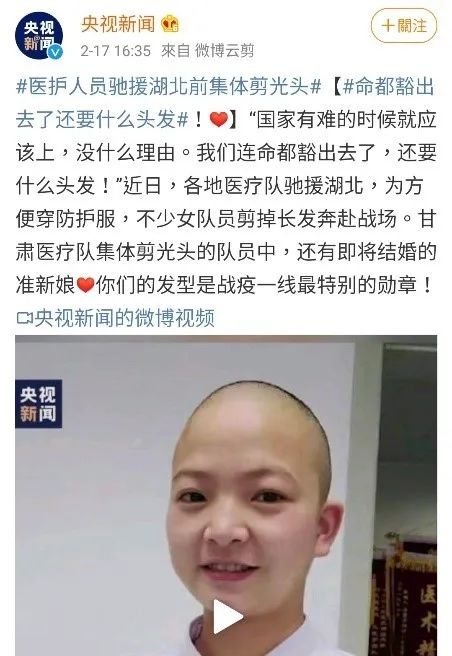 央视新闻
央视新闻
2-17 16:35 來自 微博云剪
+關注
#医护人员驰援湖北前集体剪光头#【#命都豁出
去了还要什么头发#！❤】“国家有难的时候就应
该上，没什么理由。我们连命都豁出去了，还要
什么头发！”近日，各地医疗队驰援湖北，为方
便穿防护服，不少女队员剪掉长发奔赴战场。甘
肃医疗队集体剪光头的队员中，还有即将结婚的
准新娘❤你们的发型是战疫一线最特别的勋章！
央视新闻的微博视频
央视
新闻
医术精